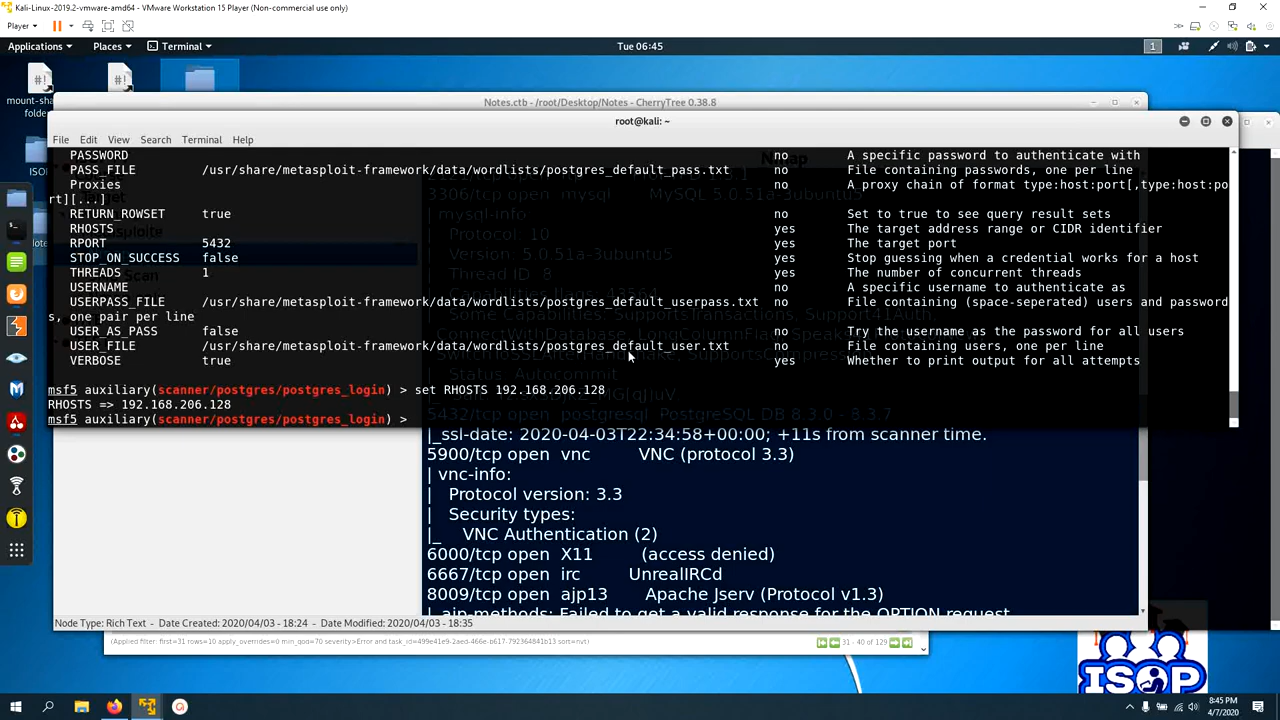 Kali-Linux-2019.2-vmware-amd64 - VMware Workstation 15 Player (Non-commercial use only)
Player
Applications Places Terminal Tue 06:45 1
mount-sha
folder
Notes.ctb - /root/Desktop/Notes - CherryTree 0.38.8
root@kali: ~
File Edit View Search Terminal Help
PASSWORD no A specific password to authenticate with
PASS_FILE /usr/share/metasploit-framework/data/wordlists/postgres_default_pass.txt no File containing passwords, one per line
Proxies no A proxy chain of format type:host:port[,type:host:po
rt][...]
RETURN_ROWSET true no Set to true to see query result sets
RHOSTS yes The target address range or CIDR identifier
RPORT 5432 yes The target port
STOP_ON_SUCCESS false yes Stop guessing when a credential works for a host
THREADS 1 yes The number of concurrent threads
USERNAME no A specific username to authenticate as
USERPASS_FILE /usr/share/metasploit-framework/data/wordlists/postgres_default_userpass.txt no File containing (space-seperated) users and password
s, one pair per line
USER_AS_PASS false no Try the username as the password for all users
USER_FILE /usr/share/metasploit-framework/data/wordlists/postgres_default_user.txt no File containing users, one per line
VERBOSE true yes Whether to print output for all attempts
msf5 auxiliary(scanner/postgres/postgres_login) > set RHOSTS 192.168.206.128
RHOSTS => 192.168.206.128
msf5 auxiliary(scanner/postgres/postgres_login) >
Nmap
3306/tcp open mysql MySQL 5.0.51a-3ubuntu5
| mysql-info
| Protocol: 10
| Version: 5.0.51a-3ubuntu5
| Thread ID: 8
| Some Capabilities: SupportsTransactions, Support41Auth,
| Status: Autocommit
5432/tcp open postgresql PostgreSQL DB 8.3.0 - 8.3.7
|_ssl-date: 2020-04-03T22:34:58+00:00; +11s from scanner time.
5900/tcp open vnc VNC (protocol 3.3)
| vnc-info:
| Protocol version: 3.3
| Security types:
|_ VNC Authentication (2)
6000/tcp open X11 (access denied)
6667/tcp open irc UnrealIRCd
8009/tcp open ajp13 Apache Jserv (Protocol v1.3)
|_ajp-methods: Failed to get a valid response for the OPTION request
Node Type: Rich Text - Date Created: 2020/04/03 - 18:24 - Date Modified: 2020/04/03 - 18:35
31 - 40 of 129
ISOP
8:45 PM
4/7/2020